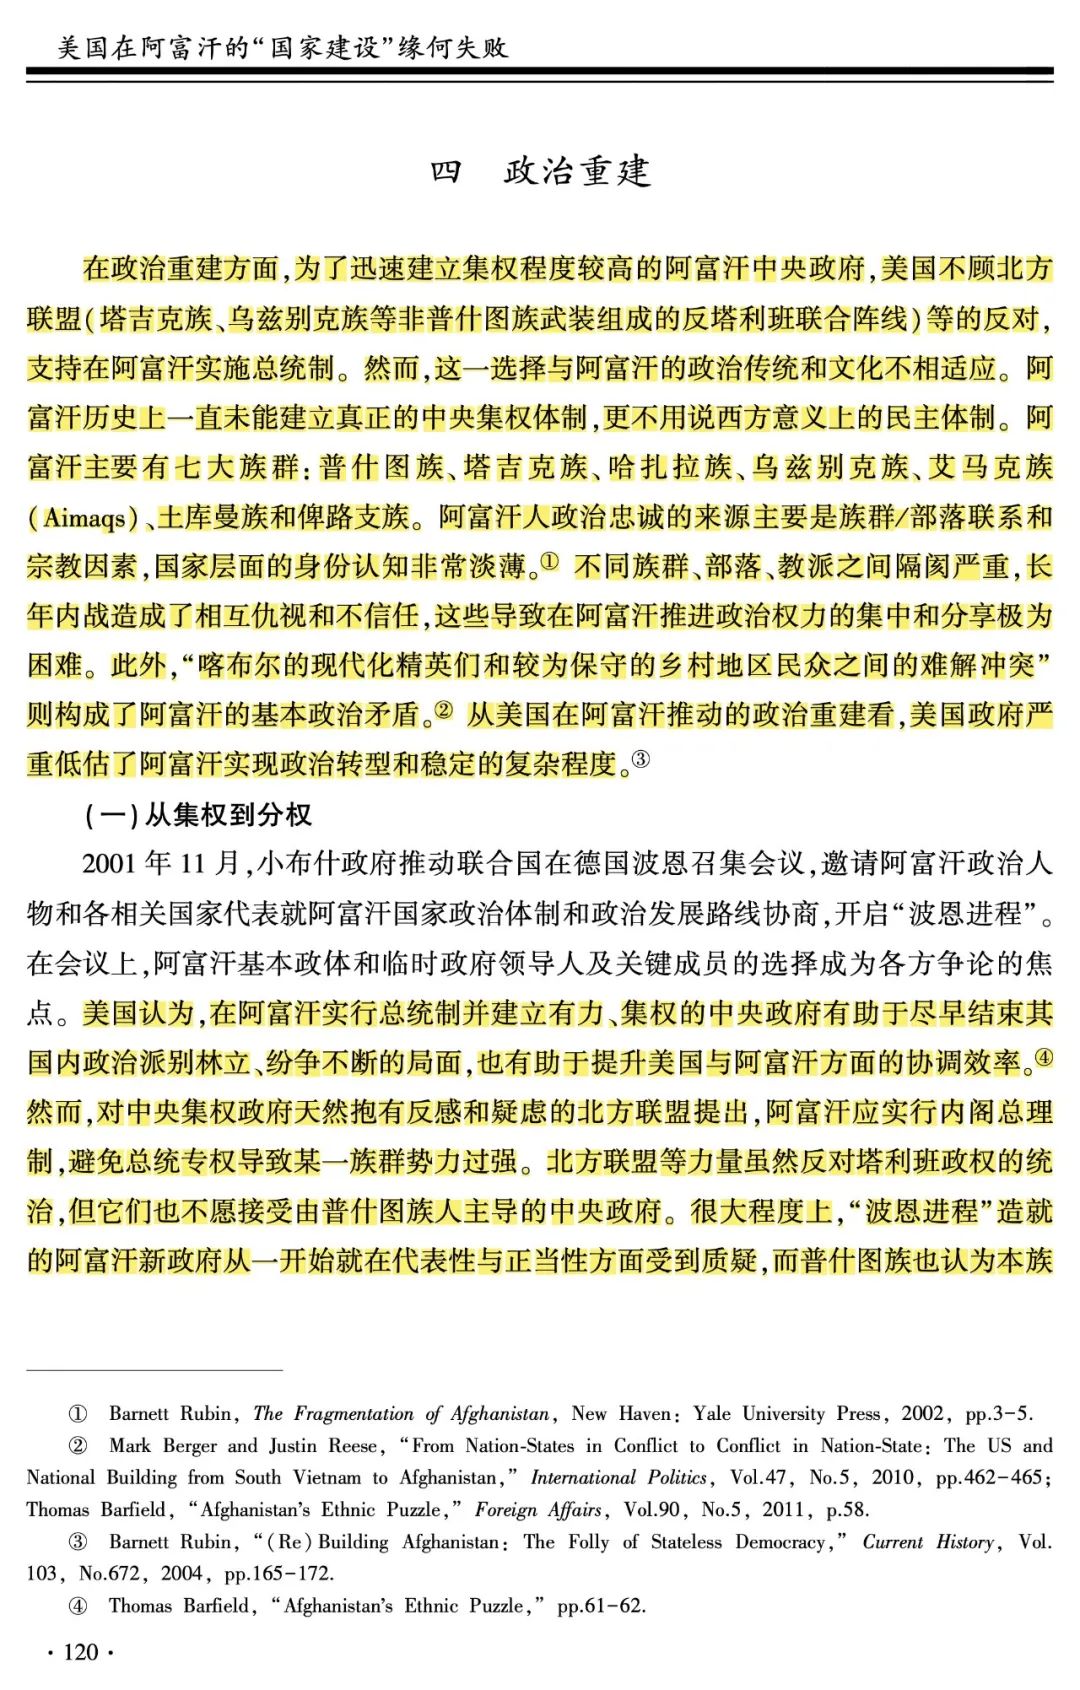 美国在阿富汗的“国家建设”缘何失败
四 政治重建
在政治重建方面,为了迅速建立集权程度较高的阿富汗中央政府,美国不顾北方
联盟(塔吉克族、乌兹别克族等非普什图族武装组成的反塔利班联合阵线)等的反对,
支持在阿富汗实施总统制。然而,这一选择与阿富汗的政治传统和文化不相适应。阿
富汗历史上一直未能建立真正的中央集权体制,更不用说西方意义上的民主体制。阿
富汗主要有七大族群:普什图族、塔吉克族、哈扎拉族、乌兹别克族、艾马克族
(Aimaqs)、土库曼族和俾路支族。阿富汗人政治忠诚的来源主要是族群/部落联系和
宗教因素,国家层面的身份认知非常淡薄。① 不同族群、部落、教派之间隔阂严重,长
年内战造成了相互仇视和不信任,这些导致在阿富汗推进政治权力的集中和分享极为
困难。此外,“喀布尔的现代化精英们和较为保守的乡村地区民众之间的难解冲突”
则构成了阿富汗的基本政治矛盾。② 从美国在阿富汗推动的政治重建看,美国政府严
重低估了阿富汗实现政治转型和稳定的复杂程度。③
(一)从集权到分权
2001 年 11 月,小布什政府推动联合国在德国波恩召集会议,邀请阿富汗政治人
物和各相关国家代表就阿富汗国家政治体制和政治发展路线协商,开启“波恩进程”。
在会议上,阿富汗基本政体和临时政府领导人及关键成员的选择成为各方争论的焦
点。美国认为,在阿富汗实行总统制并建立有力、集权的中央政府有助于尽早结束其
国内政治派别林立、纷争不断的局面,也有助于提升美国与阿富汗方面的协调效率。④
然而,对中央集权政府天然抱有反感和疑虑的北方联盟提出,阿富汗应实行内阁总理
制,避免总统专权导致某一族群势力过强。北方联盟等力量虽然反对塔利班政权的统
治,但它们也不愿接受由普什图族人主导的中央政府。很大程度上,“波恩进程”造就
的阿富汗新政府从一开始就在代表性与正当性方面受到质疑,而普什图族也认为本族
① Barnett Rubin, The Fragmentation of Afghanistan, New Haven: Yale University Press, 2002, pp.3-5.
② Mark Berger and Justin Reese, “From Nation-States in Conflict to Conflict in Nation-State: The US and
National Building from South Vietnam to Afghanistan,” International Politics, Vol.47, No.5, 2010, pp.462-465;
Thomas Barfield, “Afghanistan’s Ethnic Puzzle,” Foreign Affairs, Vol.90, No.5, 2011, p.58.
③ Barnett Rubin, “(Re)Building Afghanistan: The Folly of Stateless Democracy,” Current History, Vol.
103, No.672, 2004, pp.165-172.
④ Thomas Barfield, “Afghanistan’s Ethnic Puzzle,” pp.61-62.
· 120 ·